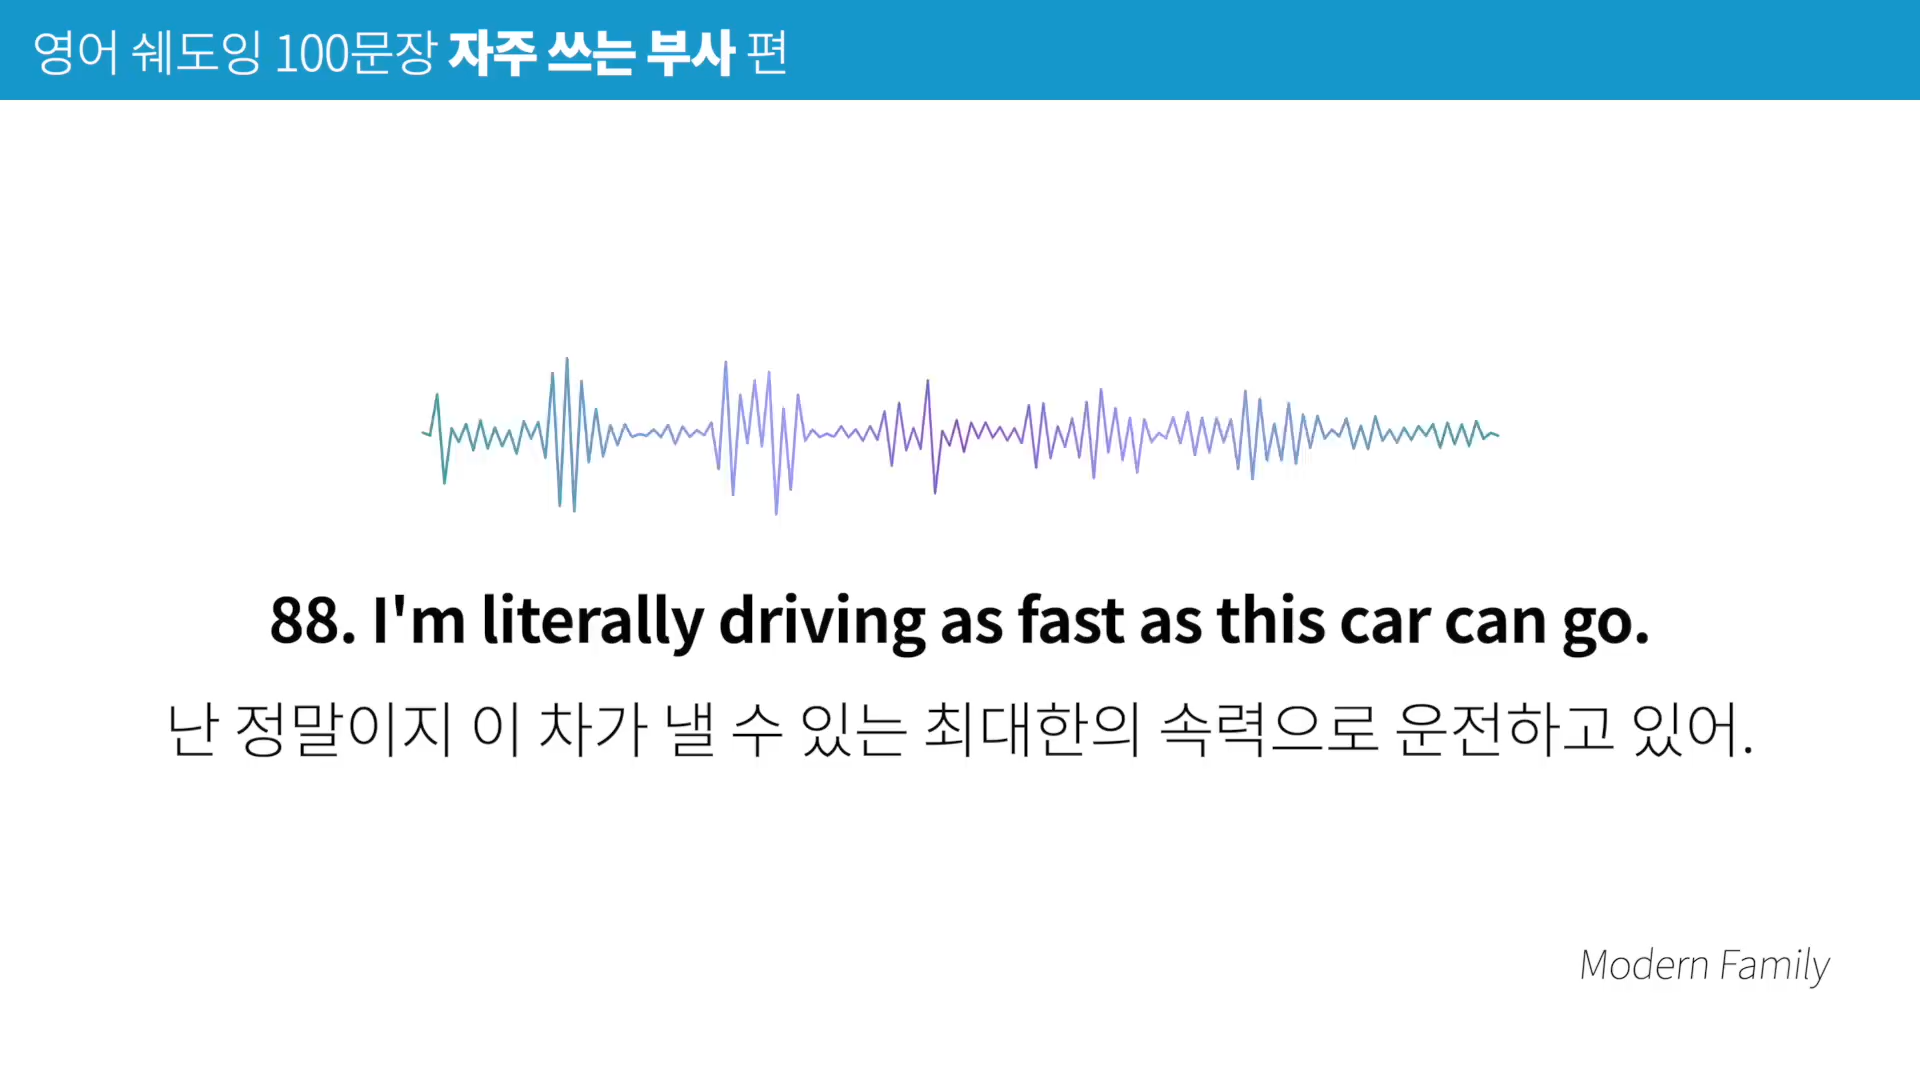 영어 쉐도잉 100문장 자주 쓰는 부사 편
88. I'm literally driving as fast as this car can go.
난 정말이지 이 차가 낼 수 있는 최대한의 속력으로 운전하고 있어.
Modern Family